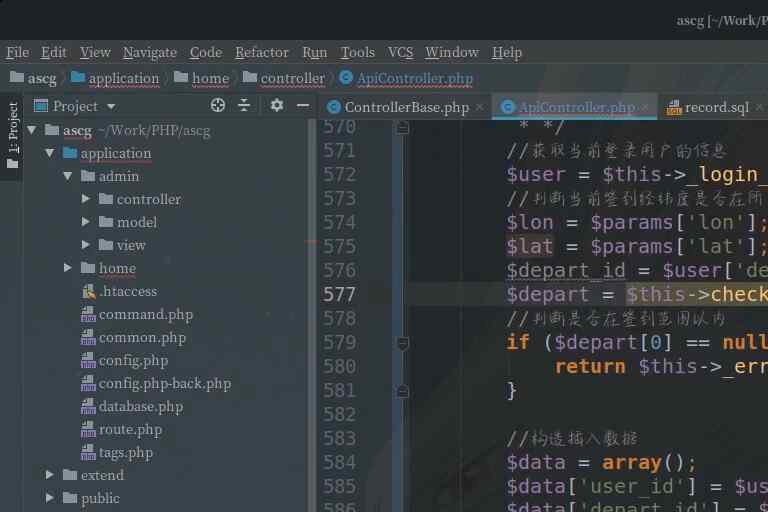 ascg [~/Work/P
File Edit View Navigate Code Refactor Run Tools VCS Window Help
ascg application home controller ApiController.php
1: Project
Project
ControllerBase.php ApiController.php record.sql
ascg ~/Work/PHP/ascg
application
admin
controller
model
view
home
.htaccess
command.php
common.php
config.php
config.php-back.php
database.php
route.php
tags.php
extend
public
570 * */
571 //获取当前登录用户的信息
572 $user = $this->_login_
573 //判断当前签到经纬度是否在所
574 $lon = $params['lon'];
575 $lat = $params['lat'];
576 $depart_id = $user['de
577 $depart = $this->check
578 //判断是否在签到范围以内
579 if ($depart[0] == null
580 return $this->_err
581 }
582
583 //构造插入数据
584 $data = array();
585 $data['user_id'] = $us
586 $data['depart_id'] = $